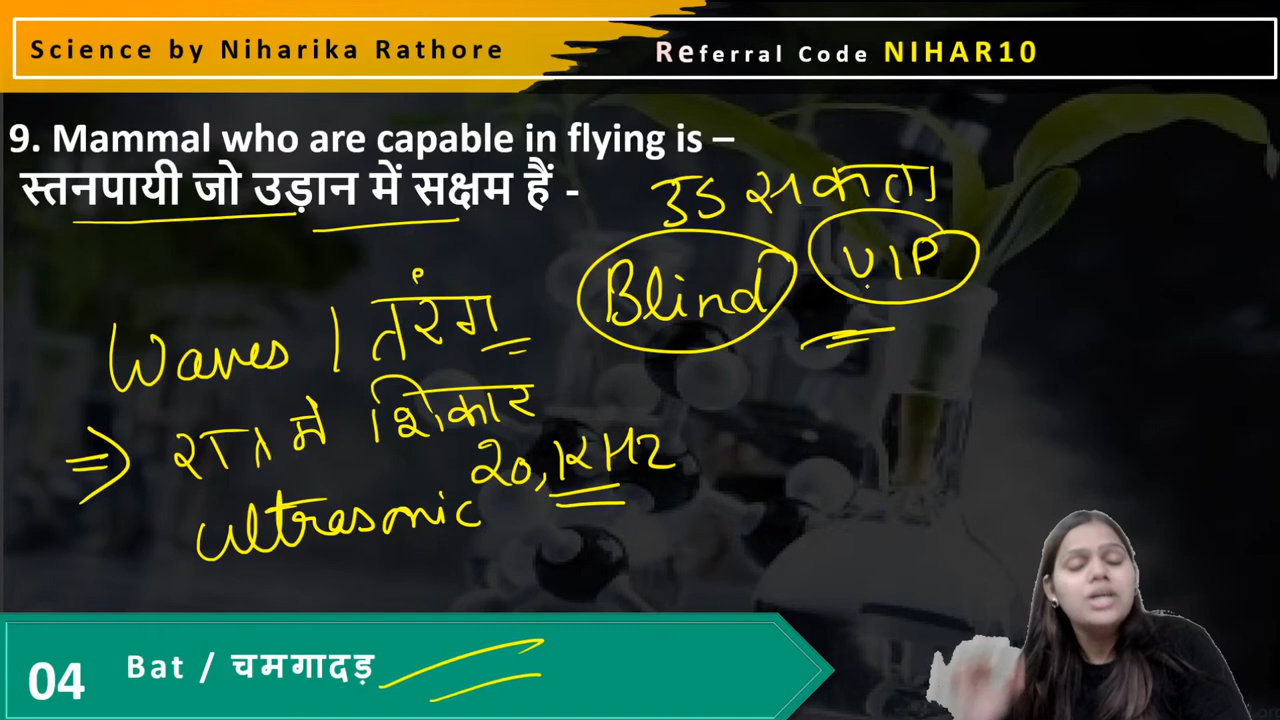 Science by Niharika Rathore
Referral Code NIHAR10
9. Mammal who are capable in flying is –
स्तनपायी जो उड़ान में सक्षम हैं -
उड सकता
Blind VIP
Waves / तरंग
⇒ रात में शिकार
20, KHz
ultrasonic
04 Bat / चमगादड़